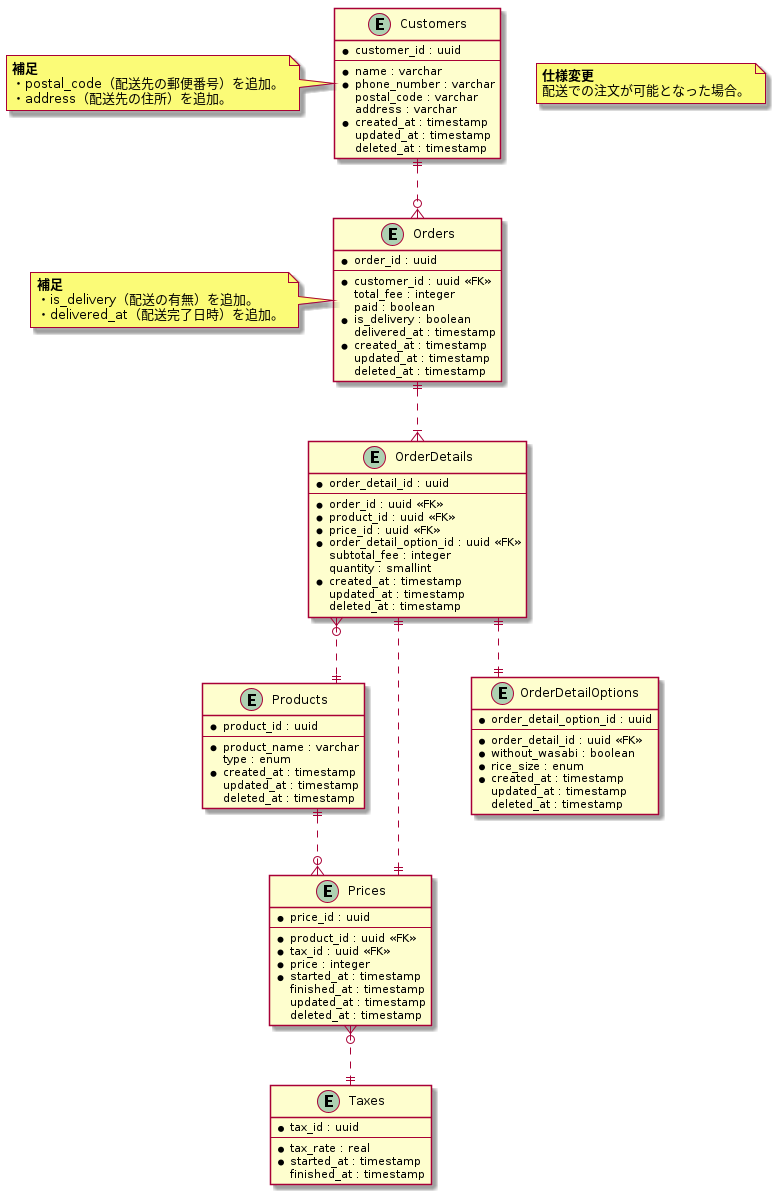 E Customers
customer_id : uuid
name : varchar
phone_number : varchar
postal_code : varchar
address : varchar
created_at : timestamp
updated_at : timestamp
deleted_at : timestamp
補足
・postal_code（配送先の郵便番号）を追加。
・address（配送先の住所）を追加。
仕様変更
配送での注文が可能となった場合。
E Orders
order_id : uuid
customer_id : uuid «FK»
total_fee : integer
paid : boolean
is_delivery : boolean
delivered_at : timestamp
created_at : timestamp
updated_at : timestamp
deleted_at : timestamp
補足
・is_delivery（配送の有無）を追加。
・delivered_at（配送完了日時）を追加。
E OrderDetails
order_detail_id : uuid
order_id : uuid «FK»
product_id : uuid «FK»
price_id : uuid «FK»
order_detail_option_id : uuid «FK»
subtotal_fee : integer
quantity : smallint
created_at : timestamp
updated_at : timestamp
deleted_at : timestamp
E Products
product_id : uuid
product_name : varchar
type : enum
created_at : timestamp
updated_at : timestamp
deleted_at : timestamp
E OrderDetailOptions
order_detail_option_id : uuid
order_detail_id : uuid «FK»
without_wasabi : boolean
rice_size : enum
created_at : timestamp
updated_at : timestamp
deleted_at : timestamp
E Prices
price_id : uuid
product_id : uuid «FK»
tax_id : uuid «FK»
price : integer
started_at : timestamp
finished_at : timestamp
updated_at : timestamp
deleted_at : timestamp
E Taxes
tax_id : uuid
tax_rate : real
started_at : timestamp
finished_at : timestamp